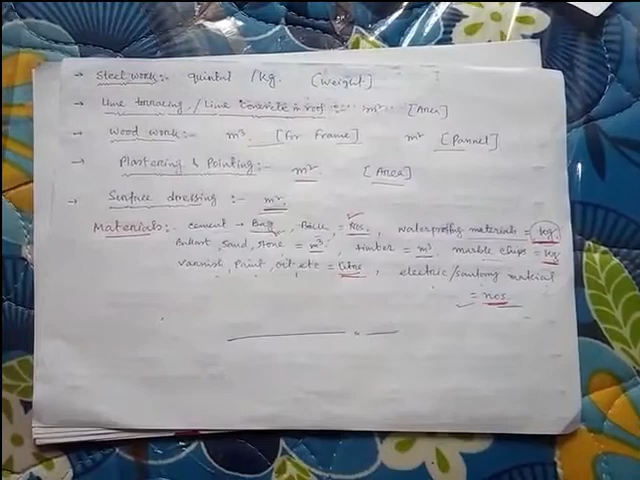 → Steel work:- quintal /kg. [Weight]
→ Lime terracing / Lime concrete in roof :- m² [Area]
→ Wood work:- m³ [For Frame] m² [Pannel]
→ Plastering & Pointing:- m² [Area]
→ Surface dressing :- m².
Materials:- cement → Bag, Brick = Nos., waterproofing materials = kg
Ballast, Sand, Stone = m³, timber = m³, marble chips = kg
varnish, Paint, oil etc = litre, electric / material
= nos.